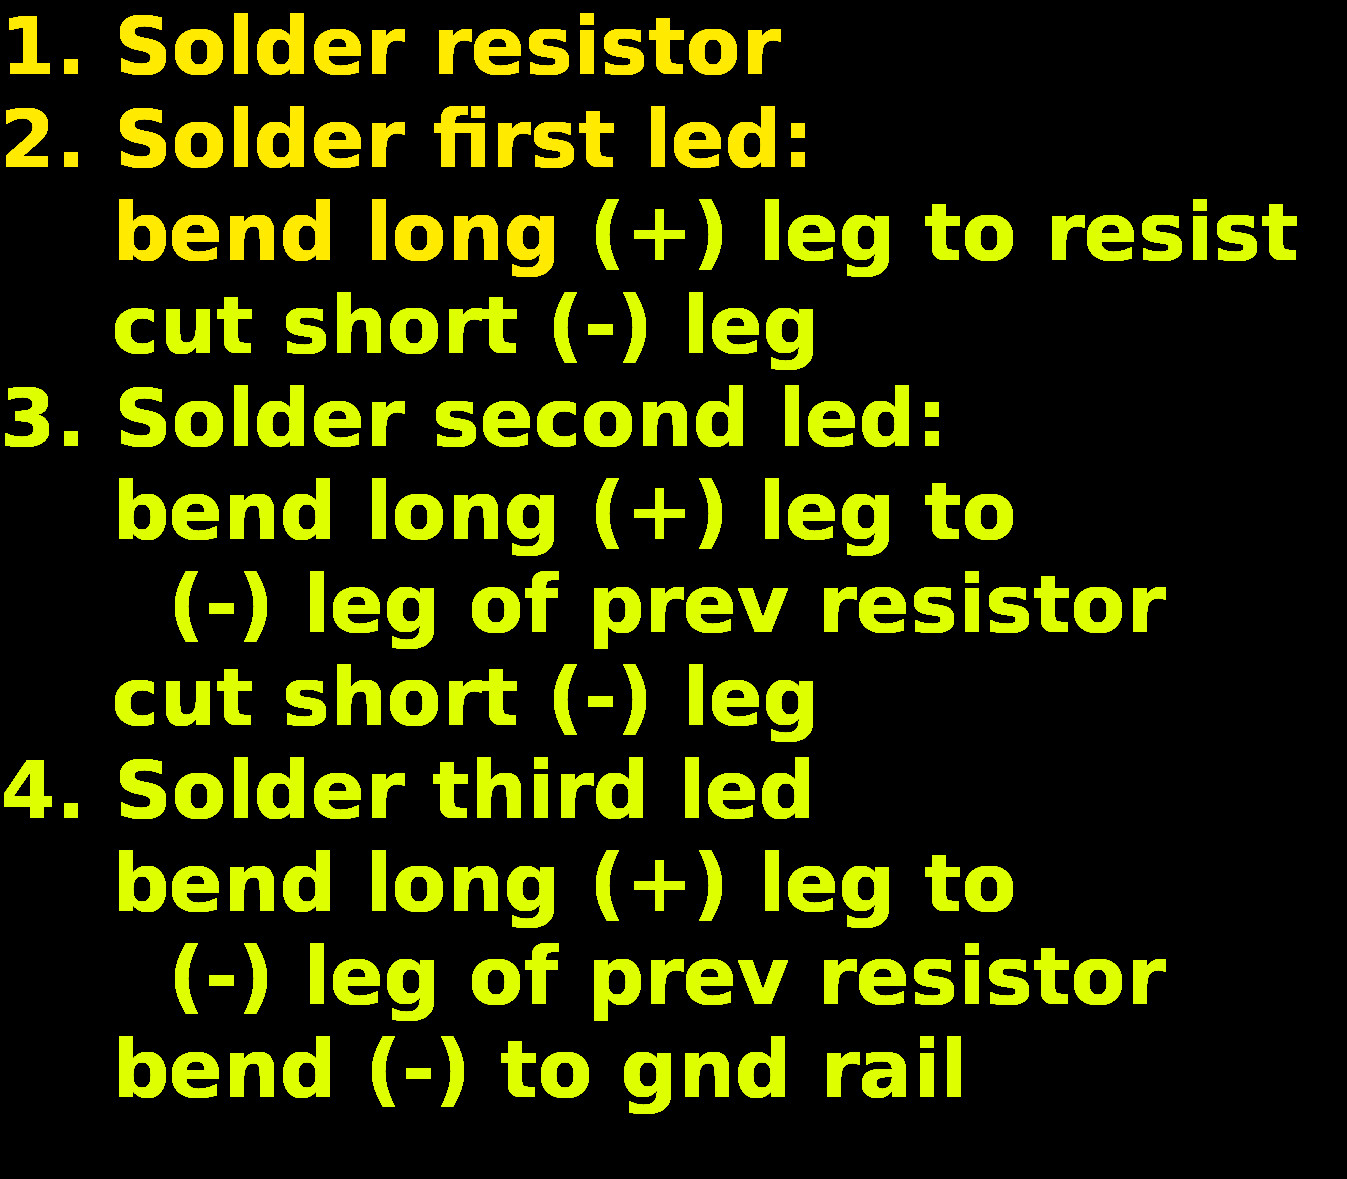 1. Solder resistor
2. Solder first led:
bend long (+) leg to resist
cut short (-) leg
3. Solder second led:
bend long (+) leg to
(-) leg of prev resistor
cut short (-) leg
4. Solder third led
bend long (+) leg to
(-) leg of prev resistor
bend (-) to gnd rail